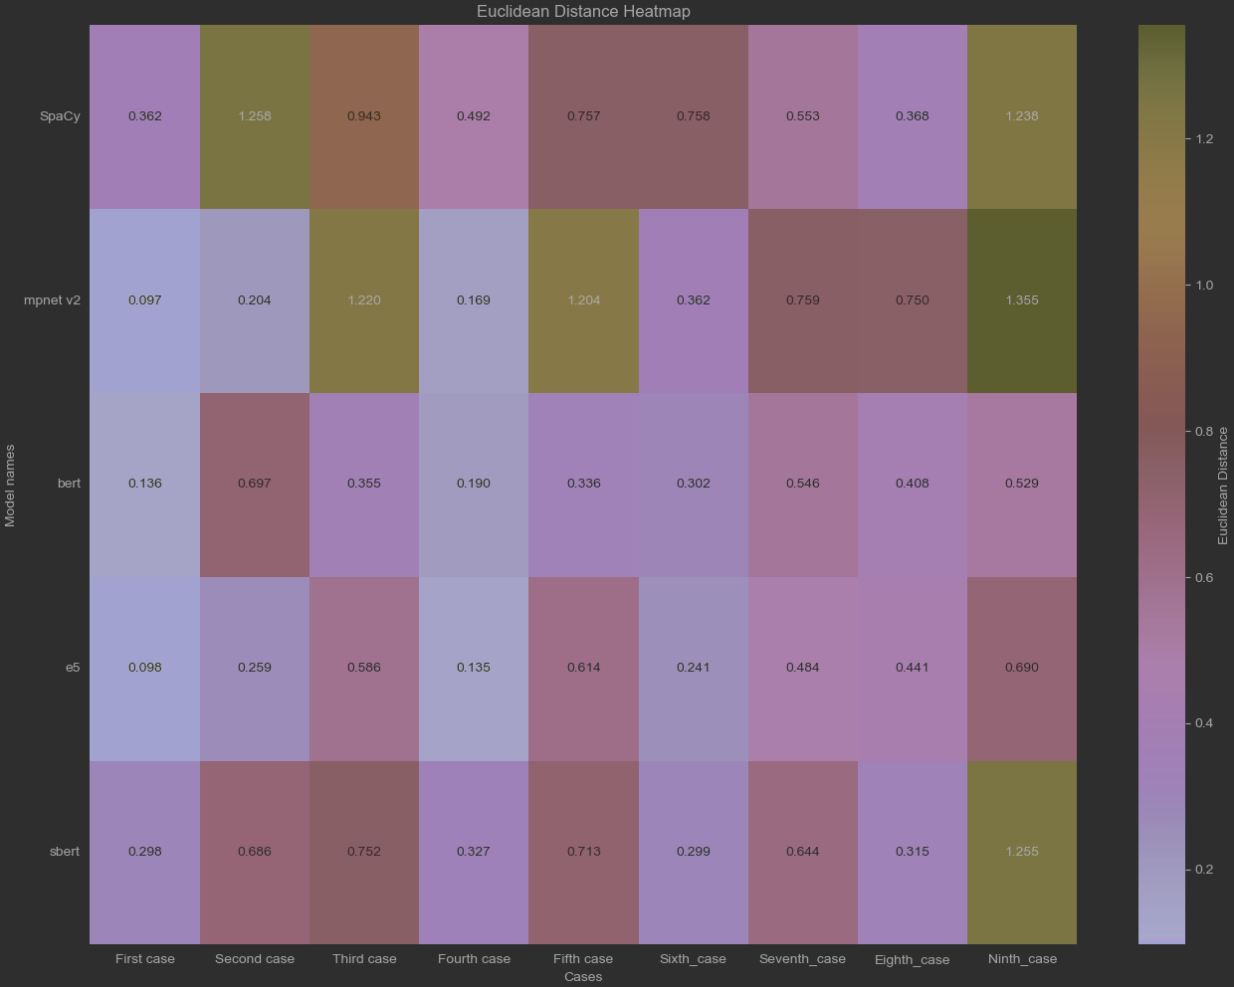 Euclidean Distance Heatmap
SpaCy 0.362 1.258 0.943 0.492 0.757 0.758 0.553 0.368 1.238
mpnet v2 0.097 0.204 1.220 0.169 1.204 0.362 0.759 0.750 1.355
bert 0.136 0.697 0.355 0.190 0.336 0.302 0.546 0.408 0.529
e5 0.098 0.259 0.586 0.135 0.614 0.241 0.484 0.441 0.690
sbert 0.298 0.686 0.752 0.327 0.713 0.299 0.644 0.315 1.255
First case Second case Third case Fourth case Fifth case Sixth_case Seventh_case Eighth_case Ninth_case
Cases
Model names
1.2
1.0
0.8
0.6
0.4
0.2
Euclidean Distance